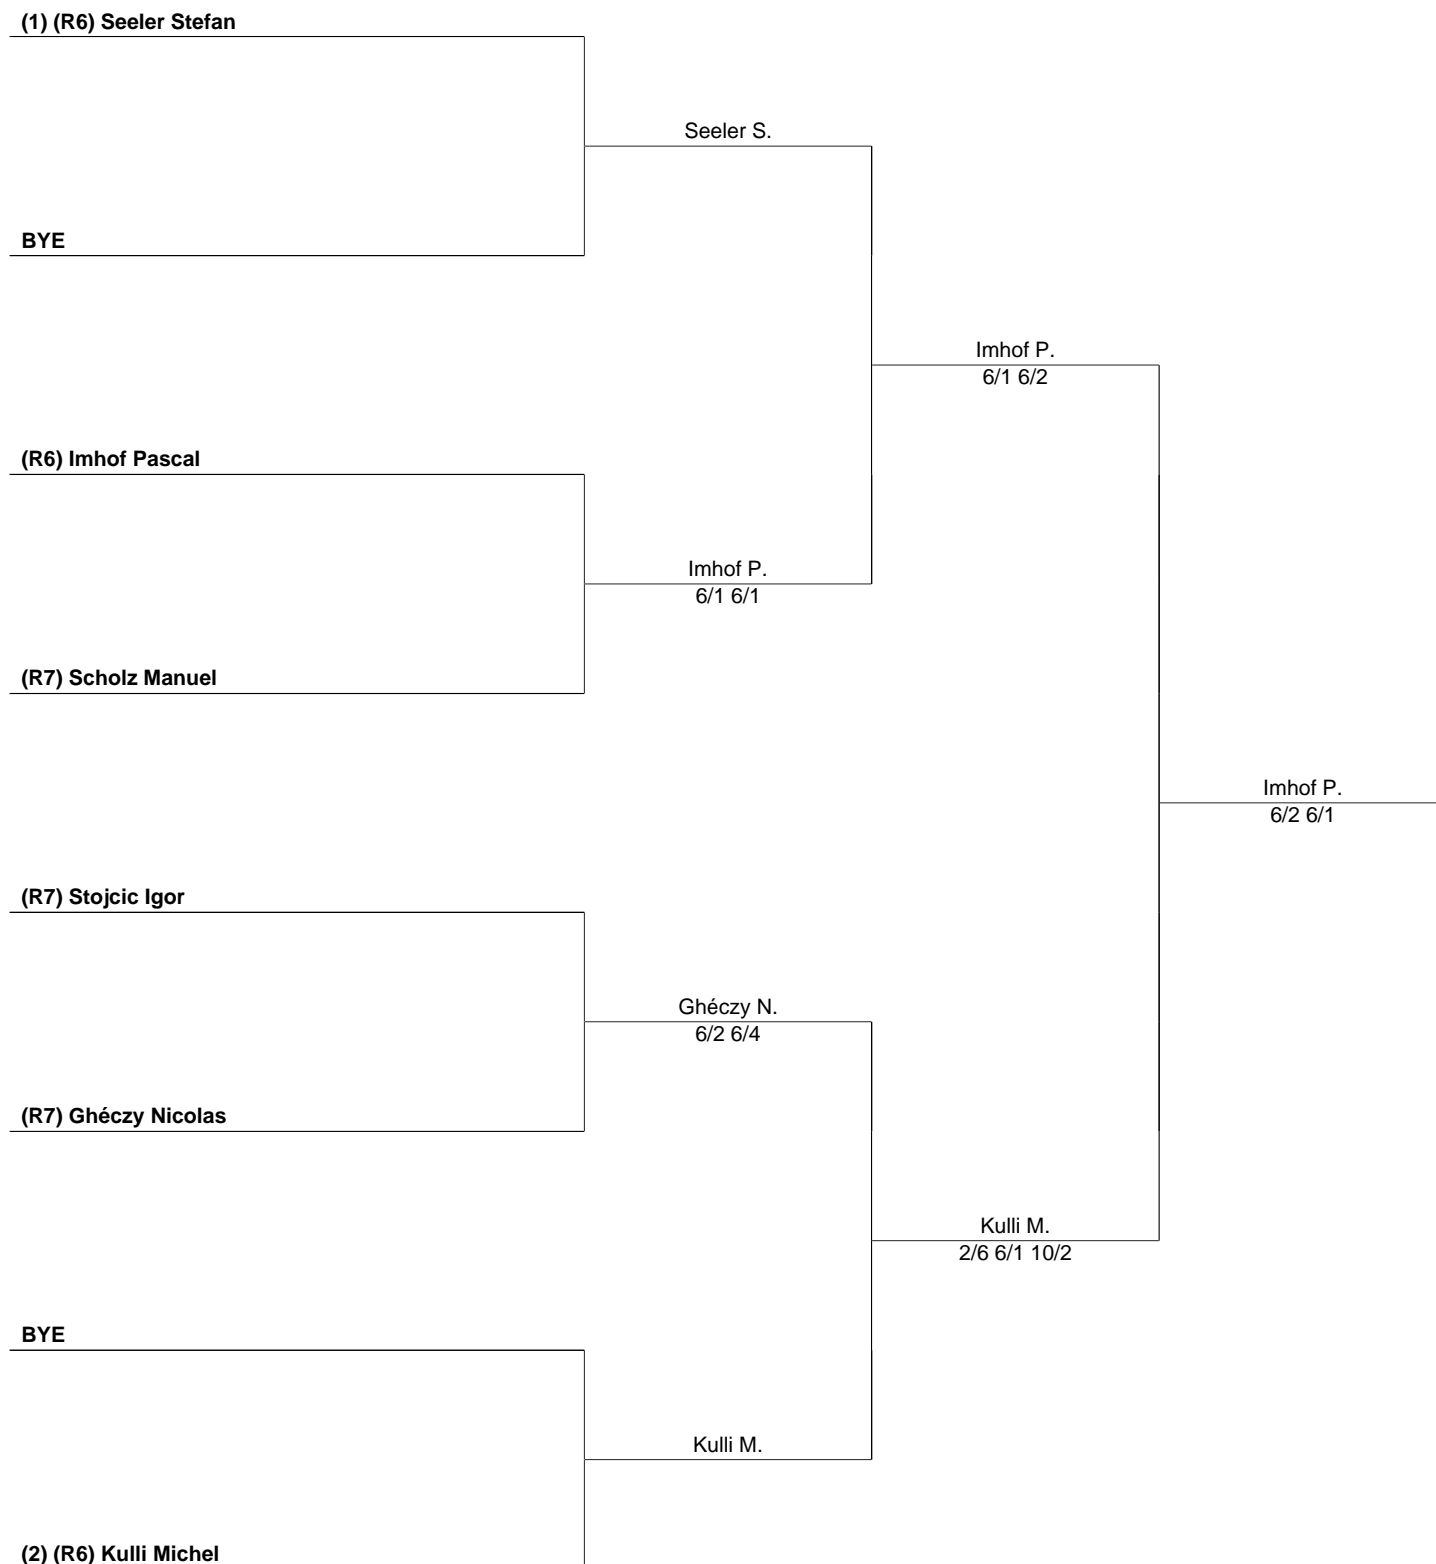 (1) (R6) Seeler Stefan
Seeler S.
BYE
Imhof P.
6/1 6/2
(R6) Imhof Pascal
Imhof P.
6/1 6/1
(R7) Scholz Manuel
Imhof P.
6/2 6/1
(R7) Stojcic Igor
Ghéczy N.
6/2 6/4
(R7) Ghéczy Nicolas
Kulli M.
2/6 6/1 10/2
BYE
Kulli M.
(2) (R6) Kulli Michel